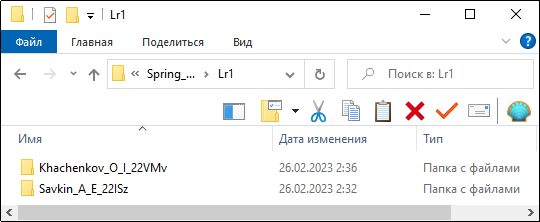 Lr1
Файл Главная Поделиться Вид
Spring_... Lr1 Поиск в: Lr1
Имя Дата изменения Тип
Khachenkov_O_I_22VMv 26.02.2023 2:36 Папка с файлами
Savkin_A_E_22ISz 26.02.2023 2:32 Папка с файлами